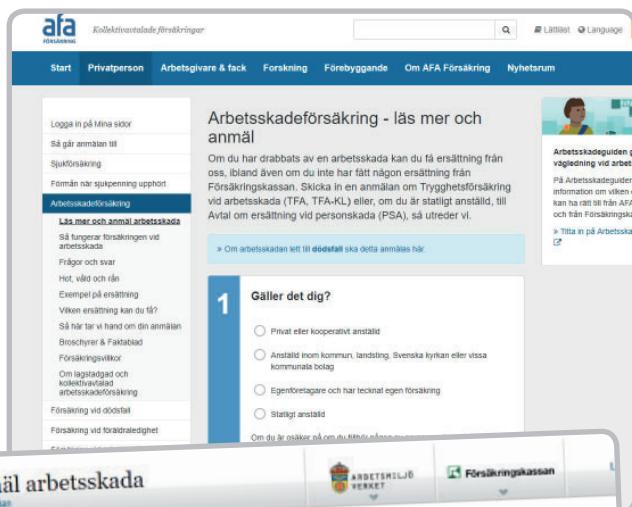 afa
FÖRSÄKRING
Kollektivavtalade försäkringar
Lättläst Language
Start Privatperson Arbetsgivare & fack Forskning Förebyggande Om AFA Försäkring Nyhetsrum
Logga in på Mina sidor
Så går anmälan till
Sjukförsäkring
Förmån när sjukpenning upphört
Arbetsskadeförsäkring
Läs mer och anmäl arbetsskada
Så fungerar försäkringen vid
arbetsskada
Frågor och svar
Hot, våld och rån
Exempel på ersättning
Vilken ersättning kan du få?
Så här tar vi hand om din anmälan
Broschyrer & Faktablad
Försäkringsvillkor
Om lagstadgad och
kollektivavtalad
arbetsskadeförsäkring
Försäkring vid dödsfall
Försäkring vid föräldraledighet
Arbetsskadeförsäkring - läs mer och
anmäl
Om du har drabbats av en arbetsskada kan du få ersättning från
oss, ibland även om du inte har fått någon ersättning från
Försäkringskassan. Skicka in en anmälan om Trygghetsförsäkring
vid arbetsskada (TFA, TFA-KL) eller, om du är statligt anställd, till
Avtal om ersättning vid personskada (PSA), så utreder vi.
» Om arbetsskadan lett till dödsfall ska detta anmälas här.
1
Gäller det dig?
Privat eller kooperativt anställd
Anställd inom kommun, landsting, Svenska kyrkan eller vissa
kommunala bolag
Egenföretagare och har tecknat egen försäkring
Statligt anställd
Om du är osäker på om du tillhör någon av
Arbetsskadeguiden g
vägledning vid arbet
På Arbetsskadeguiden
information om vilken e
kan ha rätt till från AFA
och från Försäkringska
» Titta in på Arbetsska
äl arbetsskada
ARBETSMILJÖ
VERKET
Försäkringskassan